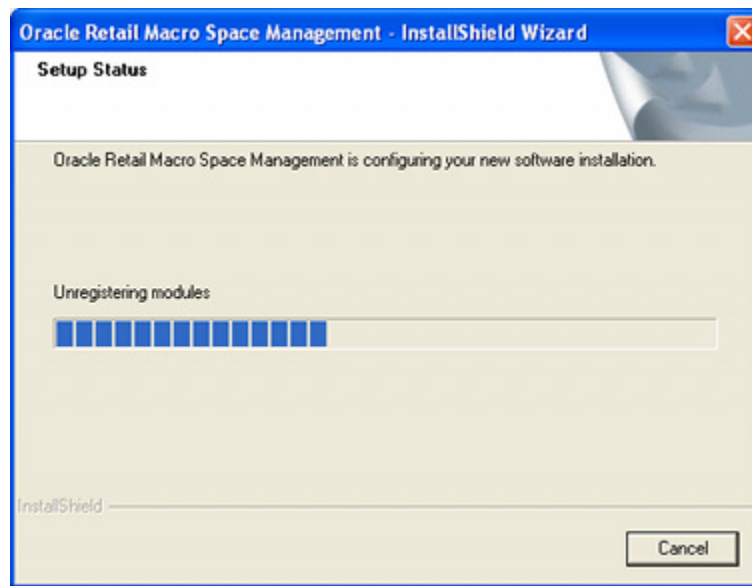 Oracle Retail Macro Space Management - InstallShield Wizard
Setup Status
Oracle Retail Macro Space Management is configuring your new software installation.
Unregistering modules
InstallShield
Cancel